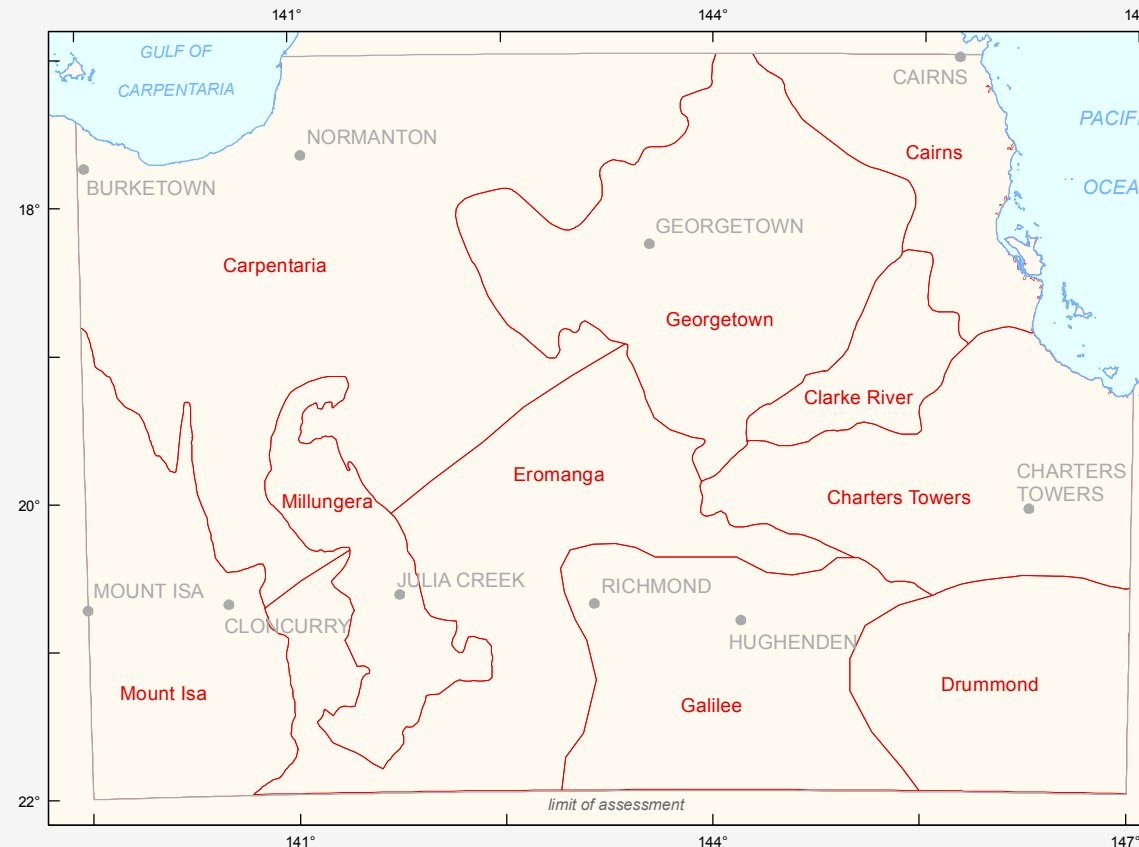 141°
144°
14
GULF OF
CARPENTARIA
CAIRNS
PACIFI
NORMANTON
Cairns
BURKETOWN
OCEA
18°
GEORGETOWN
Carpentaria
Georgetown
Clarke River
Eromanga
CHARTERS
TOWERS
Millungera
Charters Towers
20°
JULIA CREEK
RICHMOND
MOUNT ISA
CLONCURRY
HUGHENDEN
Mount Isa
Drummond
Galilee
22°
limit of assessment
141°
144°
147°